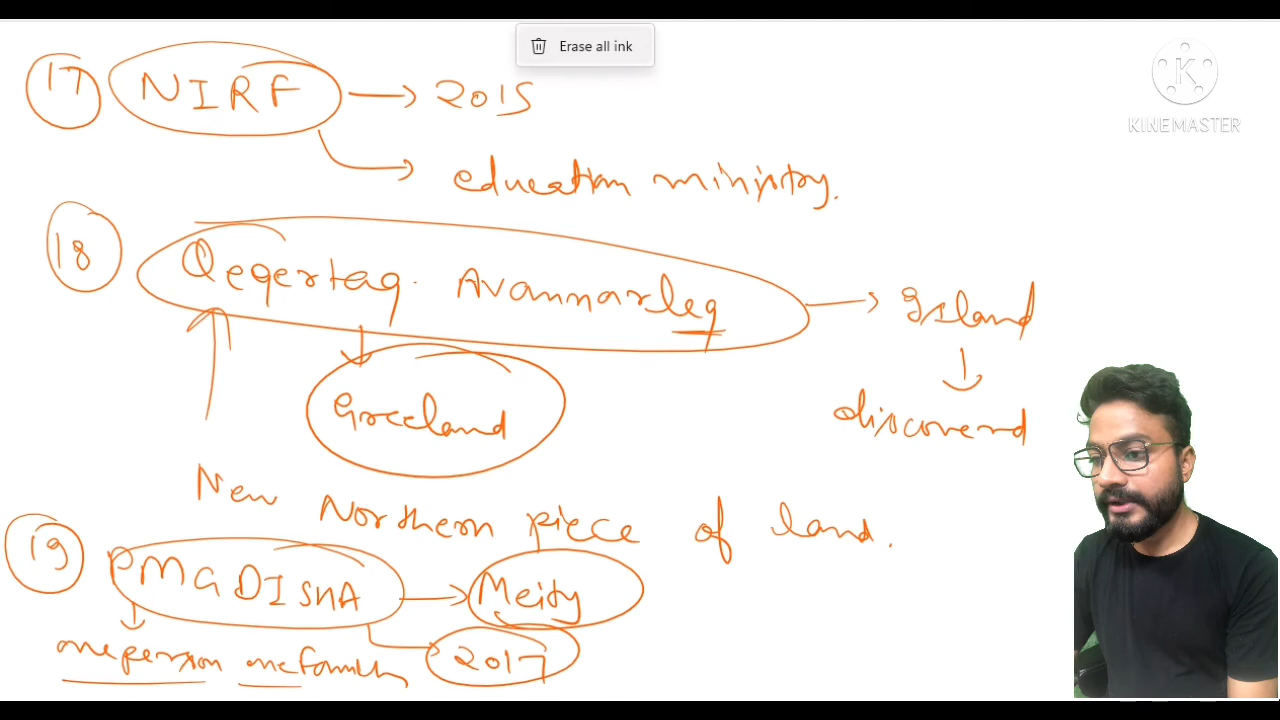 Erase all ink
KINEMASTER
17 NIRF → 2015
→ education ministry.
18 Qeqertaq Avannarleq → Island
↓ discovered
↓ Greeland
New Northern piece of land.
19 PMGDISHA → Meity
2017
one person one family